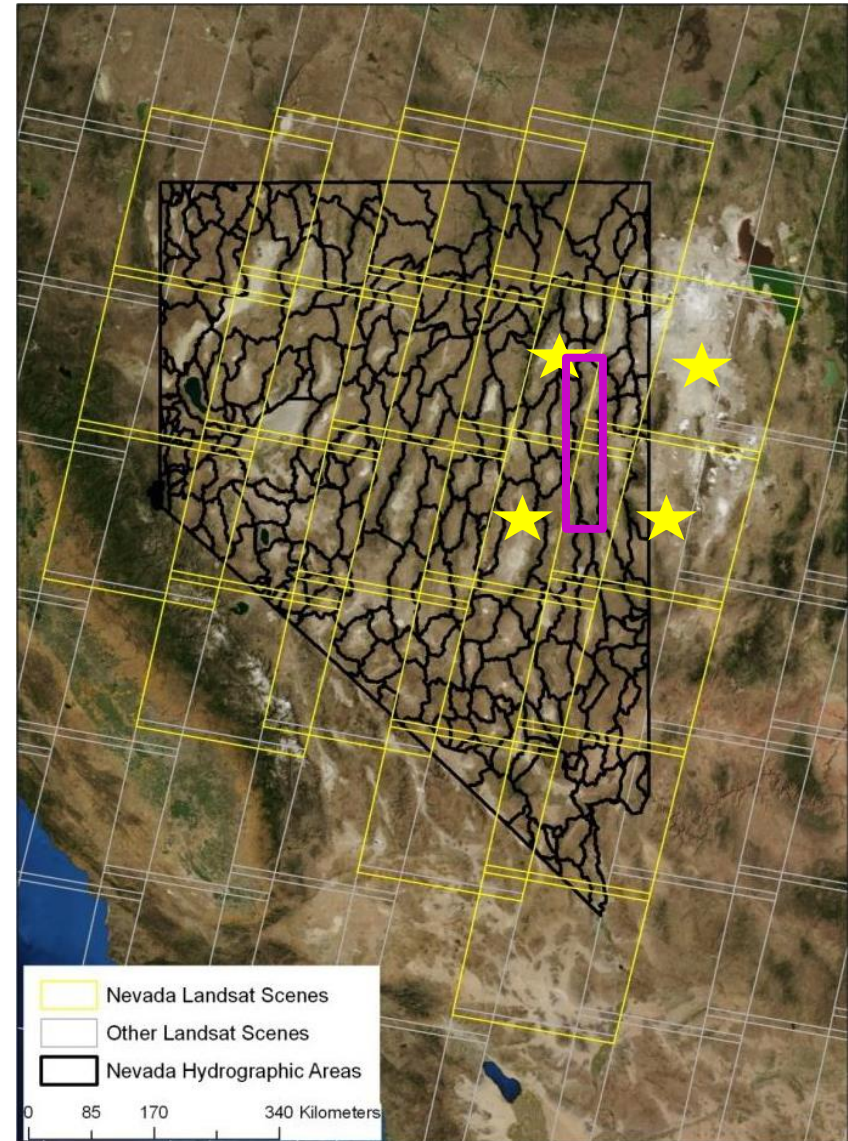 Nevada Landsat Scenes
Other Landsat Scenes
Nevada Hydrographic Areas
0 85 170 340 Kilometers